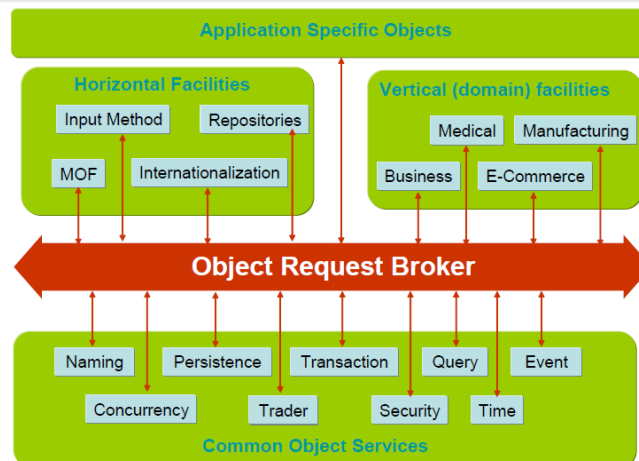 Application Specific Objects
Horizontal Facilities
Input Method
Repositories
MOF
Internationalization
Vertical (domain) facilities
Medical
Manufacturing
Business
E-Commerce
Object Request Broker
Naming
Persistence
Transaction
Query
Event
Concurrency
Trader
Security
Time
Common Object Services